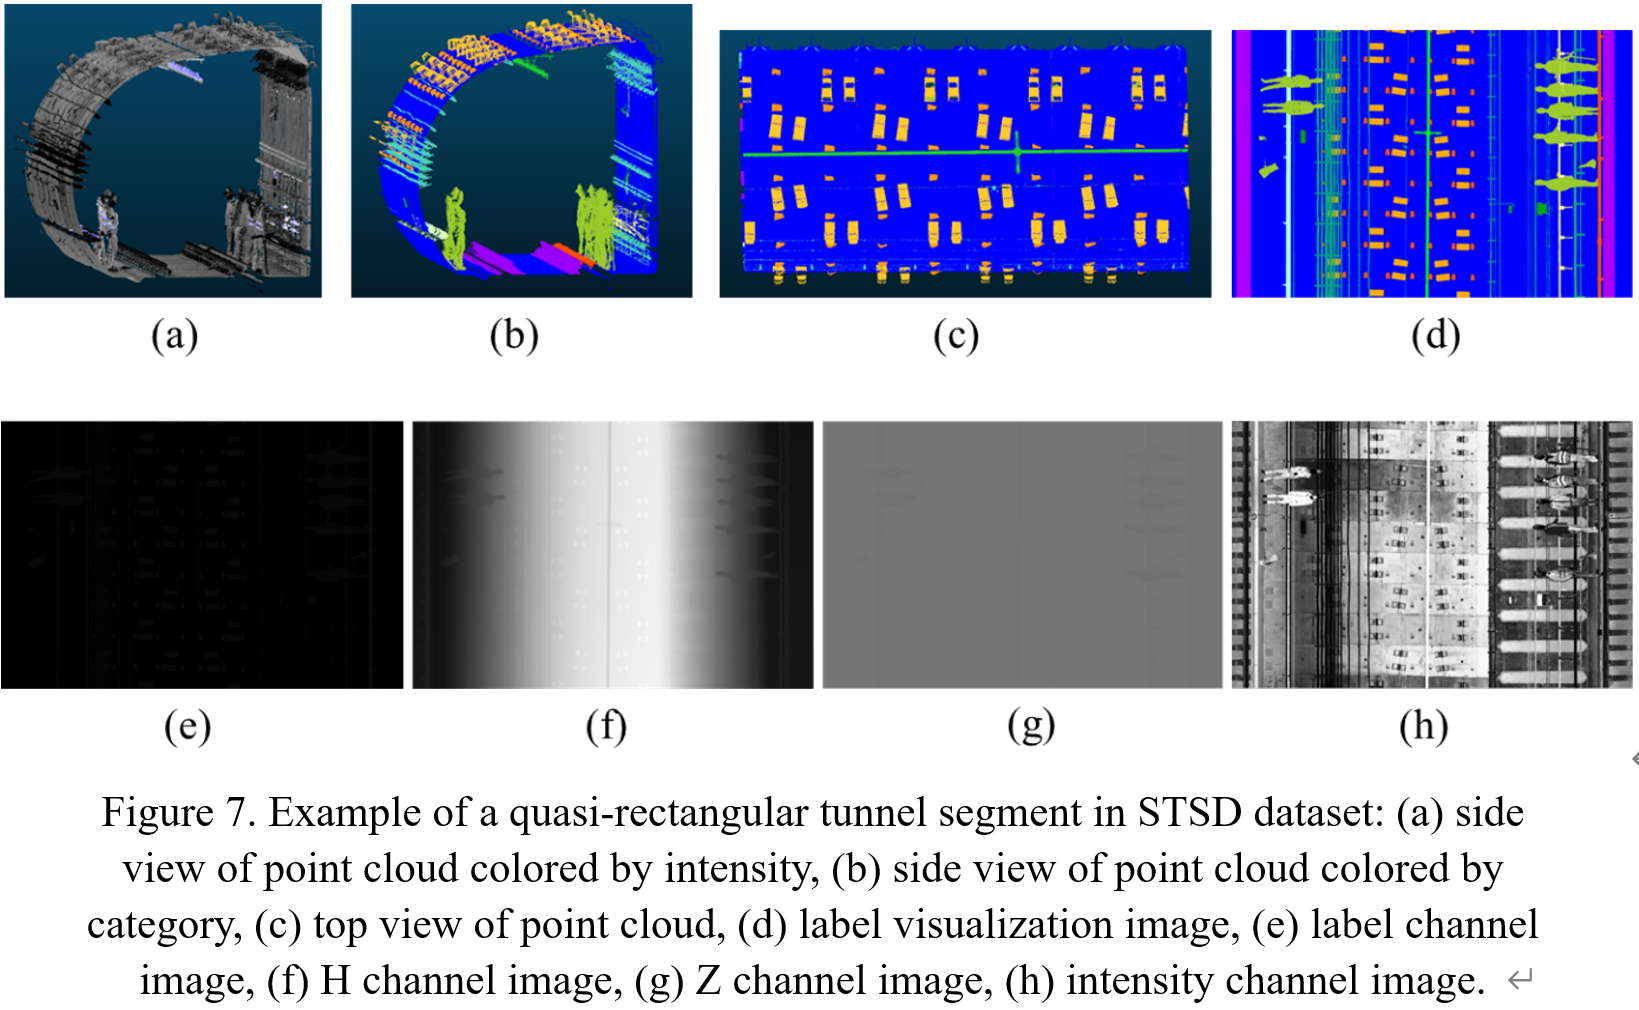 (a) (b) (c) (d)
(e) (f) (g) (h)
Figure 7. Example of a quasi-rectangular tunnel segment in STSD dataset: (a) side
view of point cloud colored by intensity, (b) side view of point cloud colored by
category, (c) top view of point cloud, (d) label visualization image, (e) label channel
image, (f) H channel image, (g) Z channel image, (h) intensity channel image.